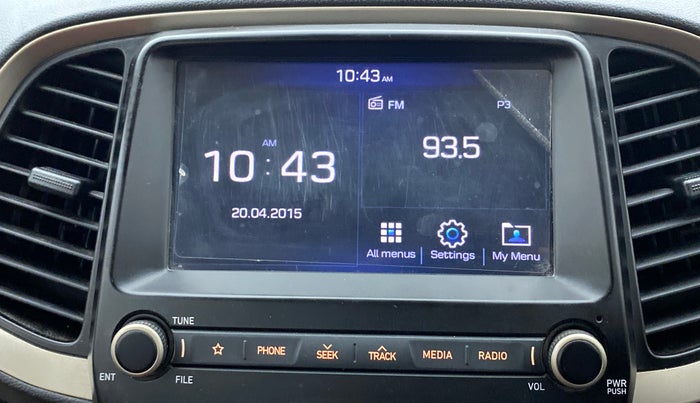 10:43 AM
AM
10:43
20.04.2015
FM
P3
93.5
All menus
Settings
My Menu
TUNE
☆
PHONE
SEEK
TRACK
MEDIA
RADIO
ENT
FILE
VOL
PWR
PUSH